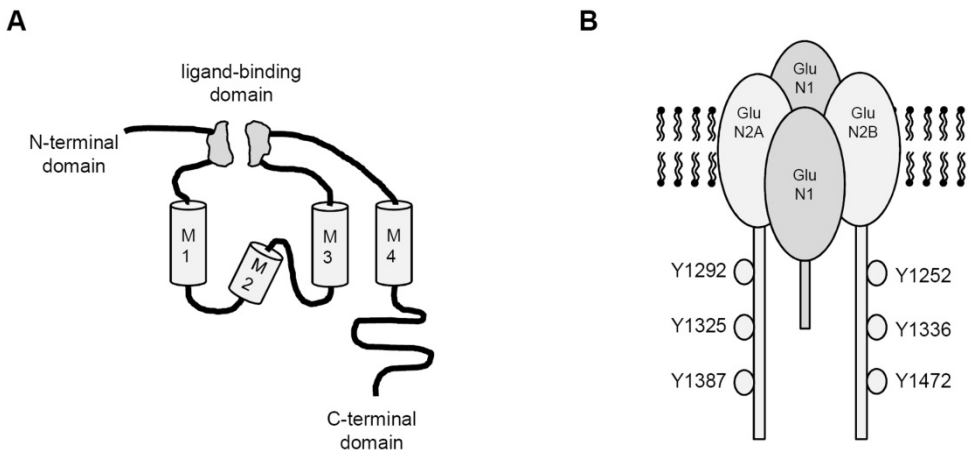 A
ligand-binding
domain
N-terminal
domain
M
1
M
2
M
3
M
4
C-terminal
domain
B
Glu
N1
Glu
N2A
Glu
N2B
Glu
N1
Y1292
Y1252
Y1325
Y1336
Y1387
Y1472